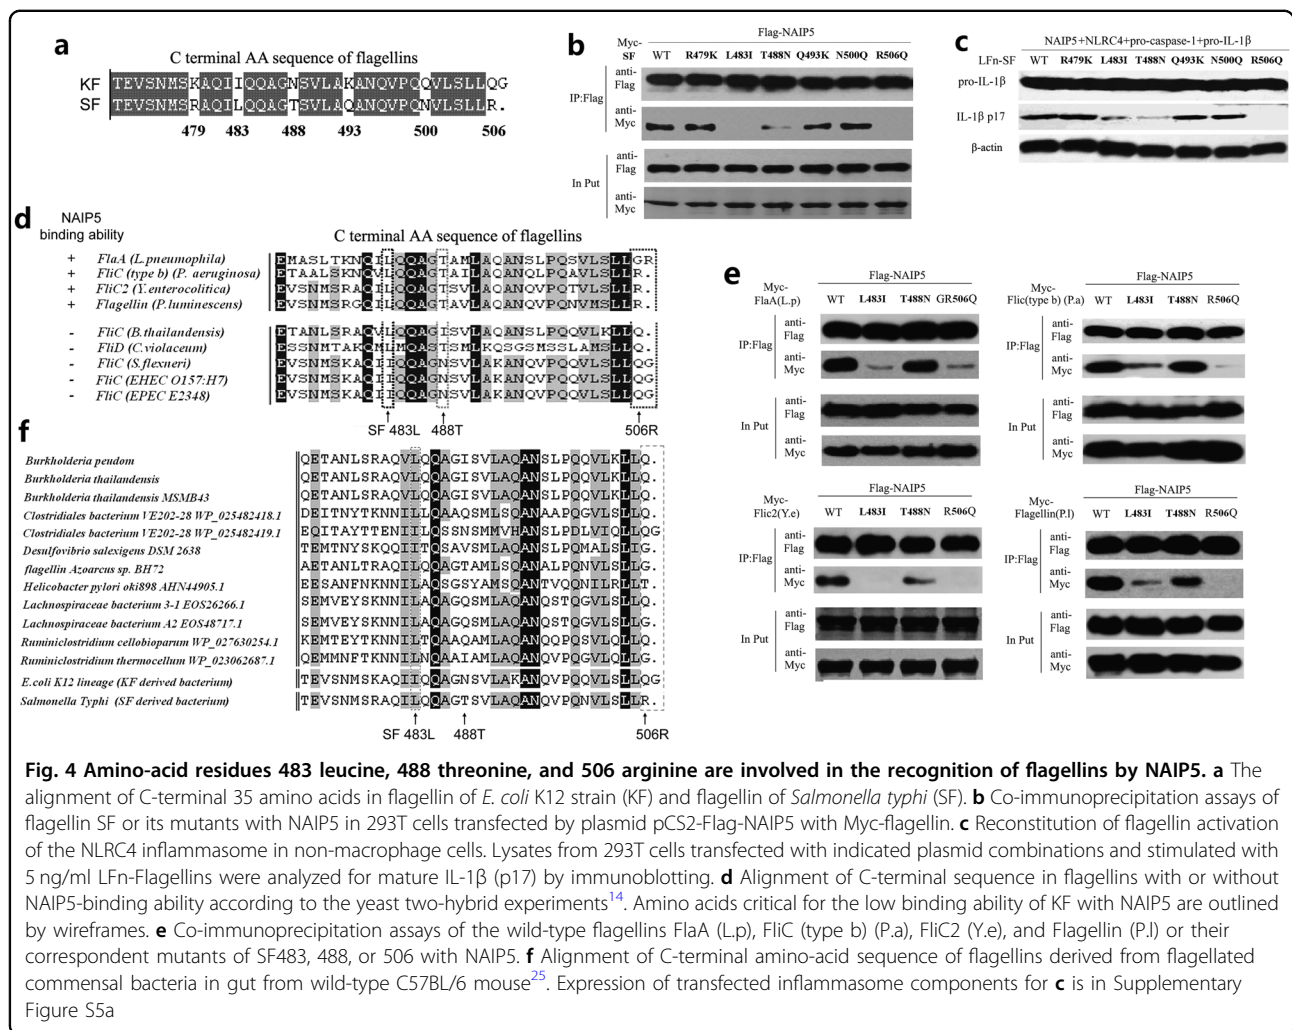 a
C terminal AA sequence of flagellins
KF TEVSNMSKAQIIQQAGNSVLAKANQVPQQVLSLLQG
SF TEVSNMSRAQILQQAGTSVLAQANQVPQNVLSLLR.
479 483 488 493 500 506
b
Flag-NAIP5
Myc-
SF WT R479K L483I T488N Q493K N500Q R506Q
IP:Flag
anti-
Flag
anti-
Myc
In Put
anti-
Flag
anti-
Myc
c
NAIP5+NLRC4+pro-caspase-1+pro-IL-1β
LFn-SF WT R479K L483I T488N Q493K N500Q R506Q
pro-IL-1β
IL-1β p17
β-actin
d
NAIP5
binding ability
C terminal AA sequence of flagellins
+ FlaA (L.pneumophila) EMASLTKNQILQQAGTAMLAQANSLPQSVLSLLGR
+ FliC (type b) (P. aeruginosa) ETAALSKNQVLQQAGTAILAQANQLPQAVLSLLR.
+ FliC2 (Y.enterocolitica) EVSNMSRAQILQQAGTSVLAQANQVPQTVLSLLR.
+ Flagellin (P.luminescens) EVSNMSRGQILQQAGTAVLAQANQVPQNVMSLLR.
- FliC (B.thailandensis) ETANLSRAQVLQQAGISVLAQANSLPQQVLKLLQ.
- FliD (C.violaceum) ESSNMTAKQMLMQQASTSMLKQSGSMSSLAMSLLQ.
- FliC (S.flexneri) EVSNMSKAQIIQQAGNSVLAKANQVPQQVLSLLQG
- FliC (EHEC O157:H7) EVSNMSKAQIIQQAGNSVLAKANQVPQQVLSLLQG
- FliC (EPEC E2348) EVSNMSKAQIIQQAGNSVLAKANQVPQQVLSLLQG
SF 483L 488T 506R
e
Flag-NAIP5
Myc-
FlaA(L.p) WT L483I T488N GR506Q
IP:Flag
anti-
Flag
anti-
Myc
In Put
anti-
Flag
anti-
Myc
Flag-NAIP5
Myc-
Flic(type b) (P.a) WT L483I T488N R506Q
IP:Flag
anti-
Flag
anti-
Myc
In Put
anti-
Flag
anti-
Myc
Flag-NAIP5
Myc-
Flic2(Y.e) WT L483I T488N R506Q
IP:Flag
anti-
Flag
anti-
Myc
In Put
anti-
Flag
anti-
Myc
Flag-NAIP5
Myc-
Flagellin(P.l) WT L483I T488N R506Q
IP:Flag
anti-
Flag
anti-
Myc
In Put
anti-
Flag
anti-
Myc
f
Burkholderia peudom QETANLSRAQVLQQAGISVLAQANSLPQQVLKLLQ.
Burkholderia thailandensis QETANLSRAQVLQQAGISVLAQANSLPQQVLKLLQ.
Burkholderia thailandensis MSMB43 QETANLSRAQVLQQAGISVLAQANSLPQQVLKLLQ.
Clostridiales bacterium VE202-28 WP_025482418.1 DEITNYTKNNILLQAAQSMLSQANAAPQGVLQLLQ.
Clostridiales bacterium VE202-28 WP_025482419.1 EQITAYTTENIILQSSNSMMVHANSLPDLVIQLLQG
Desulfovibrio salexigens DSM 2638 TEMTNYSKQQIITQSAVSMLAQANSLPQMALSLIG.
flagellin Azoarcus sp. BH72 AETANLTRAQILQQAGTAMLSQANALPQNVLSLLR.
Helicobacter pylori oki898 AHN44905.1 EESANFNKNNILAQSGSYAMSQANTVQQNILRLLT.
Lachnospiraceae bacterium 3-1 EOS26266.1 SEMVEYSKNNILAQAGQSMLAQANQSTQGVLSLLQ.
Lachnospiraceae bacterium A2 EOS48717.1 SEMVEYSKNNILAQAGQSMLAQANQSTQGVLSLLQ.
Ruminiclostridium cellobioparum WP_027630254.1 KEMTEYTKNNILTQAAQAMLAQANQQPQSVLQLLQ.
Ruminiclostridium thermocellum WP_023062687.1 QEMMNFTKNNILNQAAIAMLAQANQVPQGVLQLLG.
E.coli K12 lineage (KF derived bacterium) TEVSNMSKAQIIQQAGNSVLAKANQVPQQVLSLLQG
Salmonella Typhi (SF derived bacterium) TEVSNMSRAQILQQAGTSVLAQANQVPQNVLSLLR.
SF 483L 488T 506R
Fig. 4 Amino-acid residues 483 leucine, 488 threonine, and 506 arginine are involved in the recognition of flagellins by NAIP5. a The
alignment of C-terminal 35 amino acids in flagellin of E. coli K12 strain (KF) and flagellin of Salmonella typhi (SF). b Co-immunoprecipitation assays of
flagellin SF or its mutants with NAIP5 in 293T cells transfected by plasmid pCS2-Flag-NAIP5 with Myc-flagellin. c Reconstitution of flagellin activation
of the NLRC4 inflammasome in non-macrophage cells. Lysates from 293T cells transfected with indicated plasmid combinations and stimulated with
5 ng/ml LFn-Flagellins were analyzed for mature IL-1β (p17) by immunoblotting. d Alignment of C-terminal sequence in flagellins with or without
NAIP5-binding ability according to the yeast two-hybrid experiments14. Amino acids critical for the low binding ability of KF with NAIP5 are outlined
by wireframes. e Co-immunoprecipitation assays of the wild-type flagellins FlaA (L.p), FliC (type b) (P.a), FliC2 (Y.e), and Flagellin (P.l) or their
correspondent mutants of SF483, 488, or 506 with NAIP5. f Alignment of C-terminal amino-acid sequence of flagellins derived from flagellated
commensal bacteria in gut from wild-type C57BL/6 mouse25. Expression of transfected inflammasome components for c is in Supplementary
Figure S5a